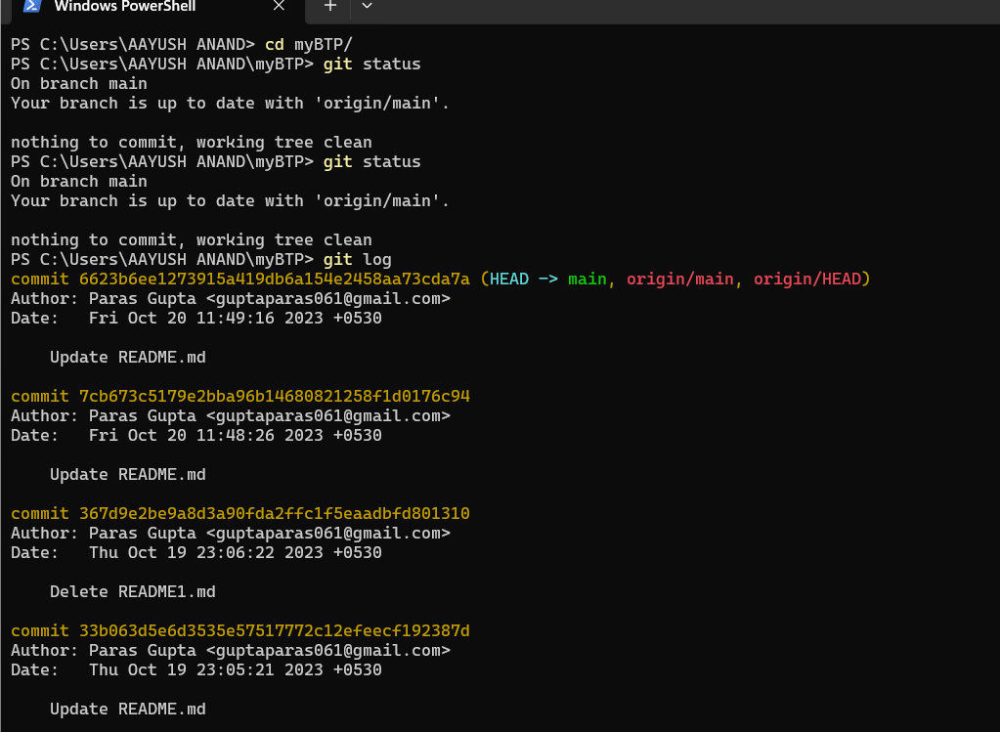 Windows PowerShell
PS C:\Users\AAYUSH ANAND> cd myBTP/
PS C:\Users\AAYUSH ANAND\myBTP> git status
On branch main
Your branch is up to date with 'origin/main'.
nothing to commit, working tree clean
PS C:\Users\AAYUSH ANAND\myBTP> git status
On branch main
Your branch is up to date with 'origin/main'.
nothing to commit, working tree clean
PS C:\Users\AAYUSH ANAND\myBTP> git log
commit 6623b6ee1273915a419db6a154e2458aa73cda7a (HEAD -> main, origin/main, origin/HEAD)
Author: Paras Gupta <guptaparas061@gmail.com>
Date:   Fri Oct 20 11:49:16 2023 +0530
    Update README.md
commit 7cb673c5179e2bba96b14680821258f1d0176c94
Author: Paras Gupta <guptaparas061@gmail.com>
Date:   Fri Oct 20 11:48:26 2023 +0530
    Update README.md
commit 367d9e2be9a8d3a90fda2ffc1f5eaadbfd801310
Author: Paras Gupta <guptaparas061@gmail.com>
Date:   Thu Oct 19 23:06:22 2023 +0530
    Delete README1.md
commit 33b063d5e6d3535e57517772c12efeecf192387d
Author: Paras Gupta <guptaparas061@gmail.com>
Date:   Thu Oct 19 23:05:21 2023 +0530
    Update README.md